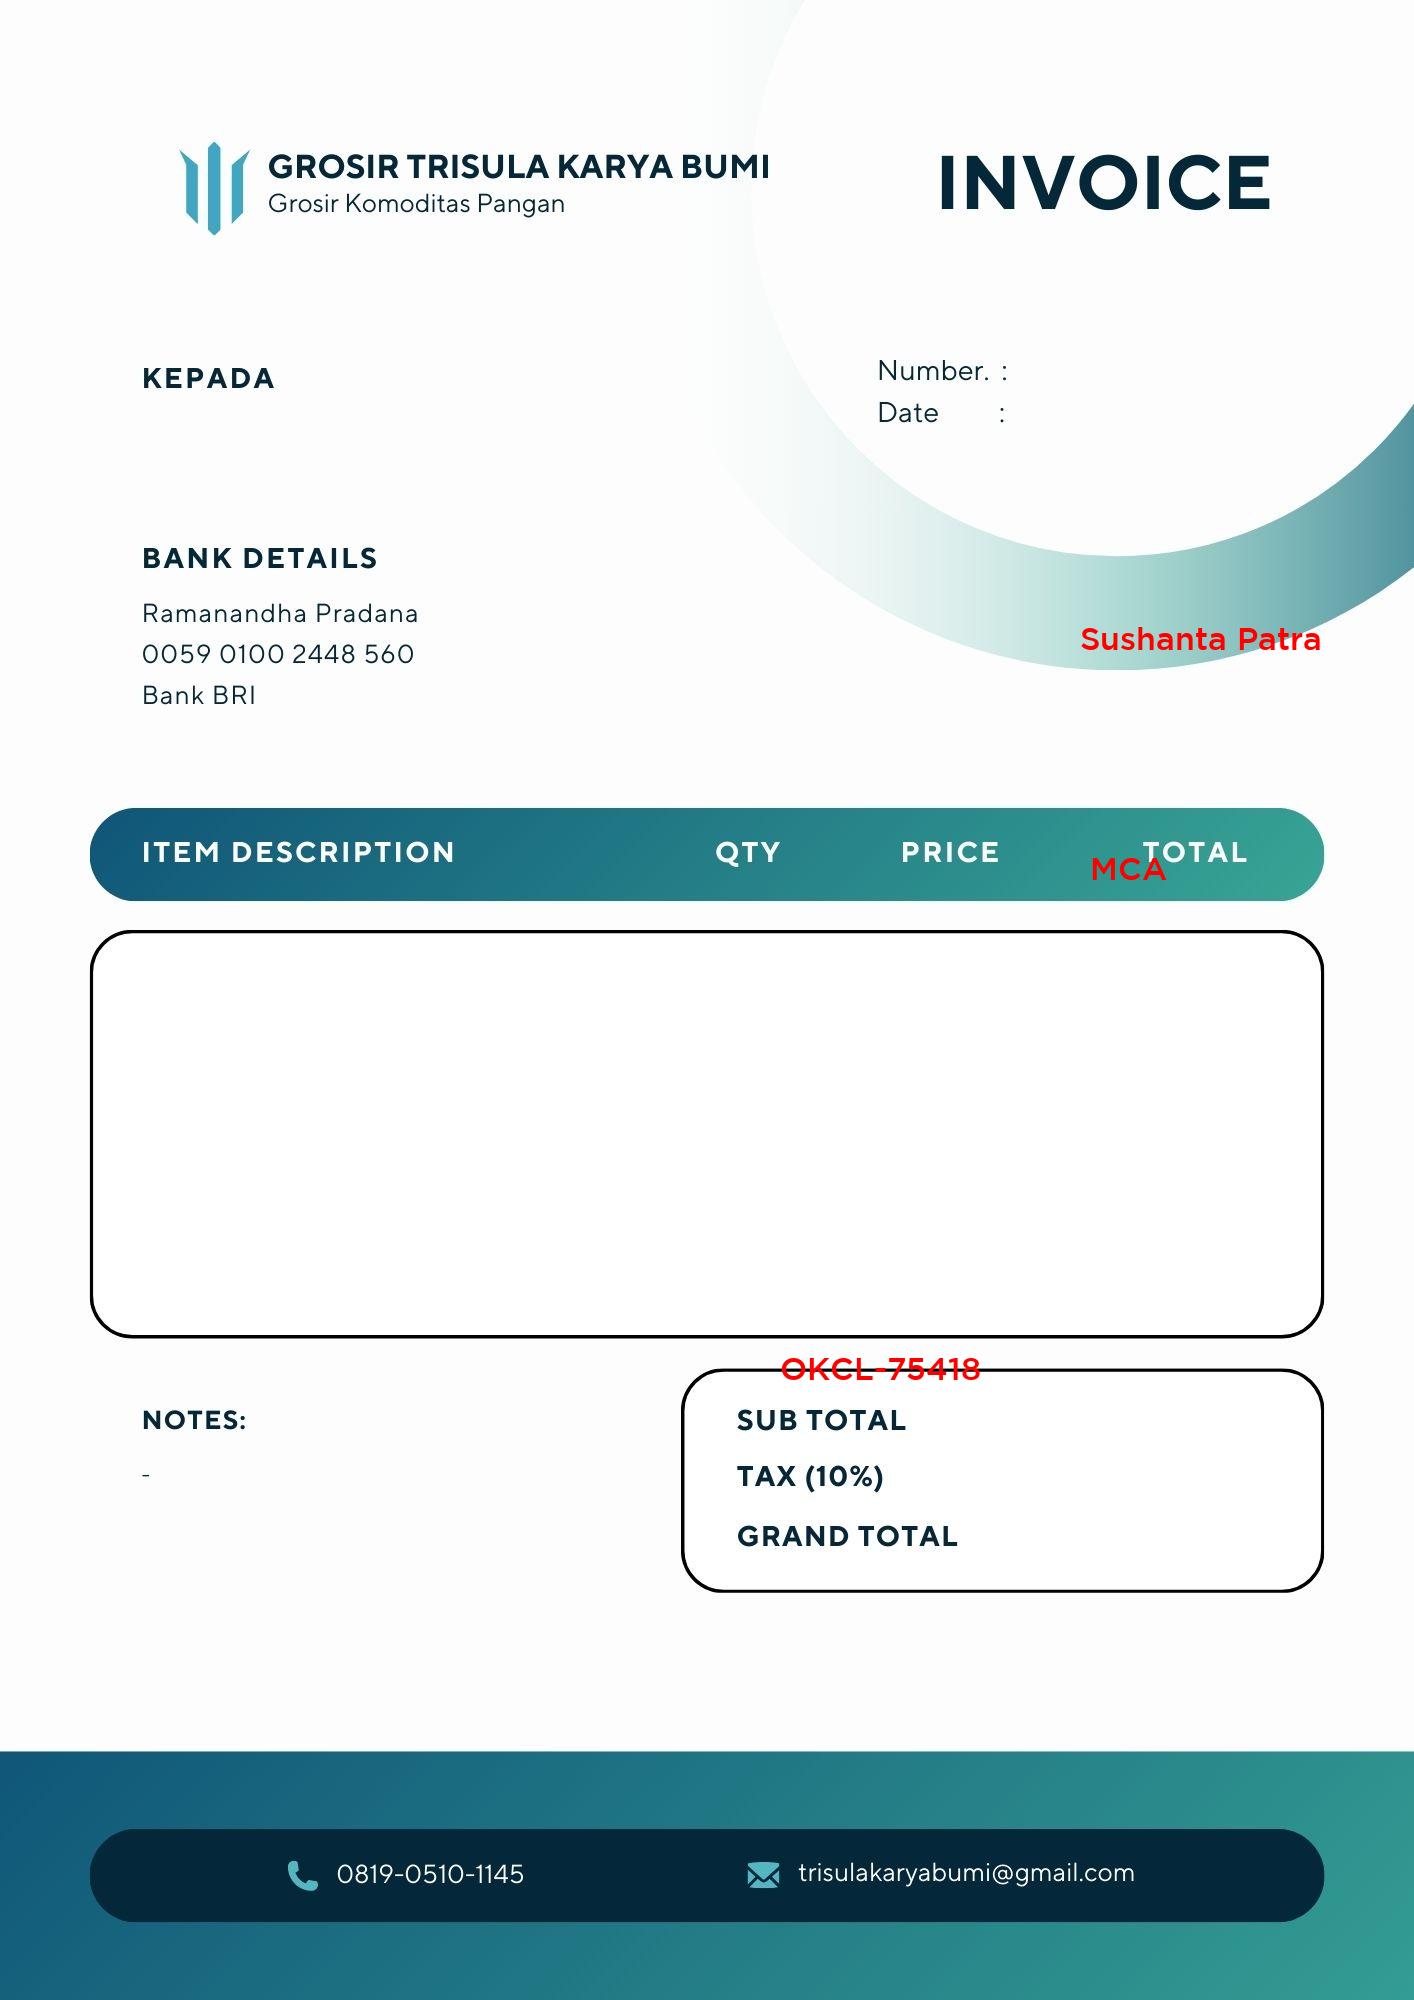 GROSIR TRISULA KARYA BUMI
Grosir Komoditas Pangan
INVOICE
KEPADA
Number. :
Date :
BANK DETAILS
Ramanandha Pradana
0059 0100 2448 560
Bank BRI
Sushanta Patra
ITEM DESCRIPTION QTY PRICE TOTAL
MCA
OKCL-75418
NOTES:
-
SUB TOTAL
TAX (10%)
GRAND TOTAL
0819-0510-1145
trisulakaryabumi@gmail.com